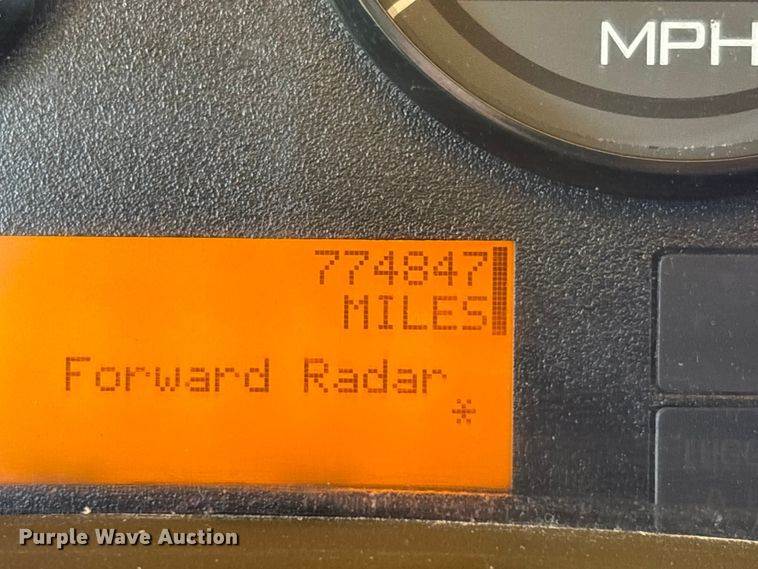 MPH
774847
MILES
Forward Radar
*
Purple Wave Auction